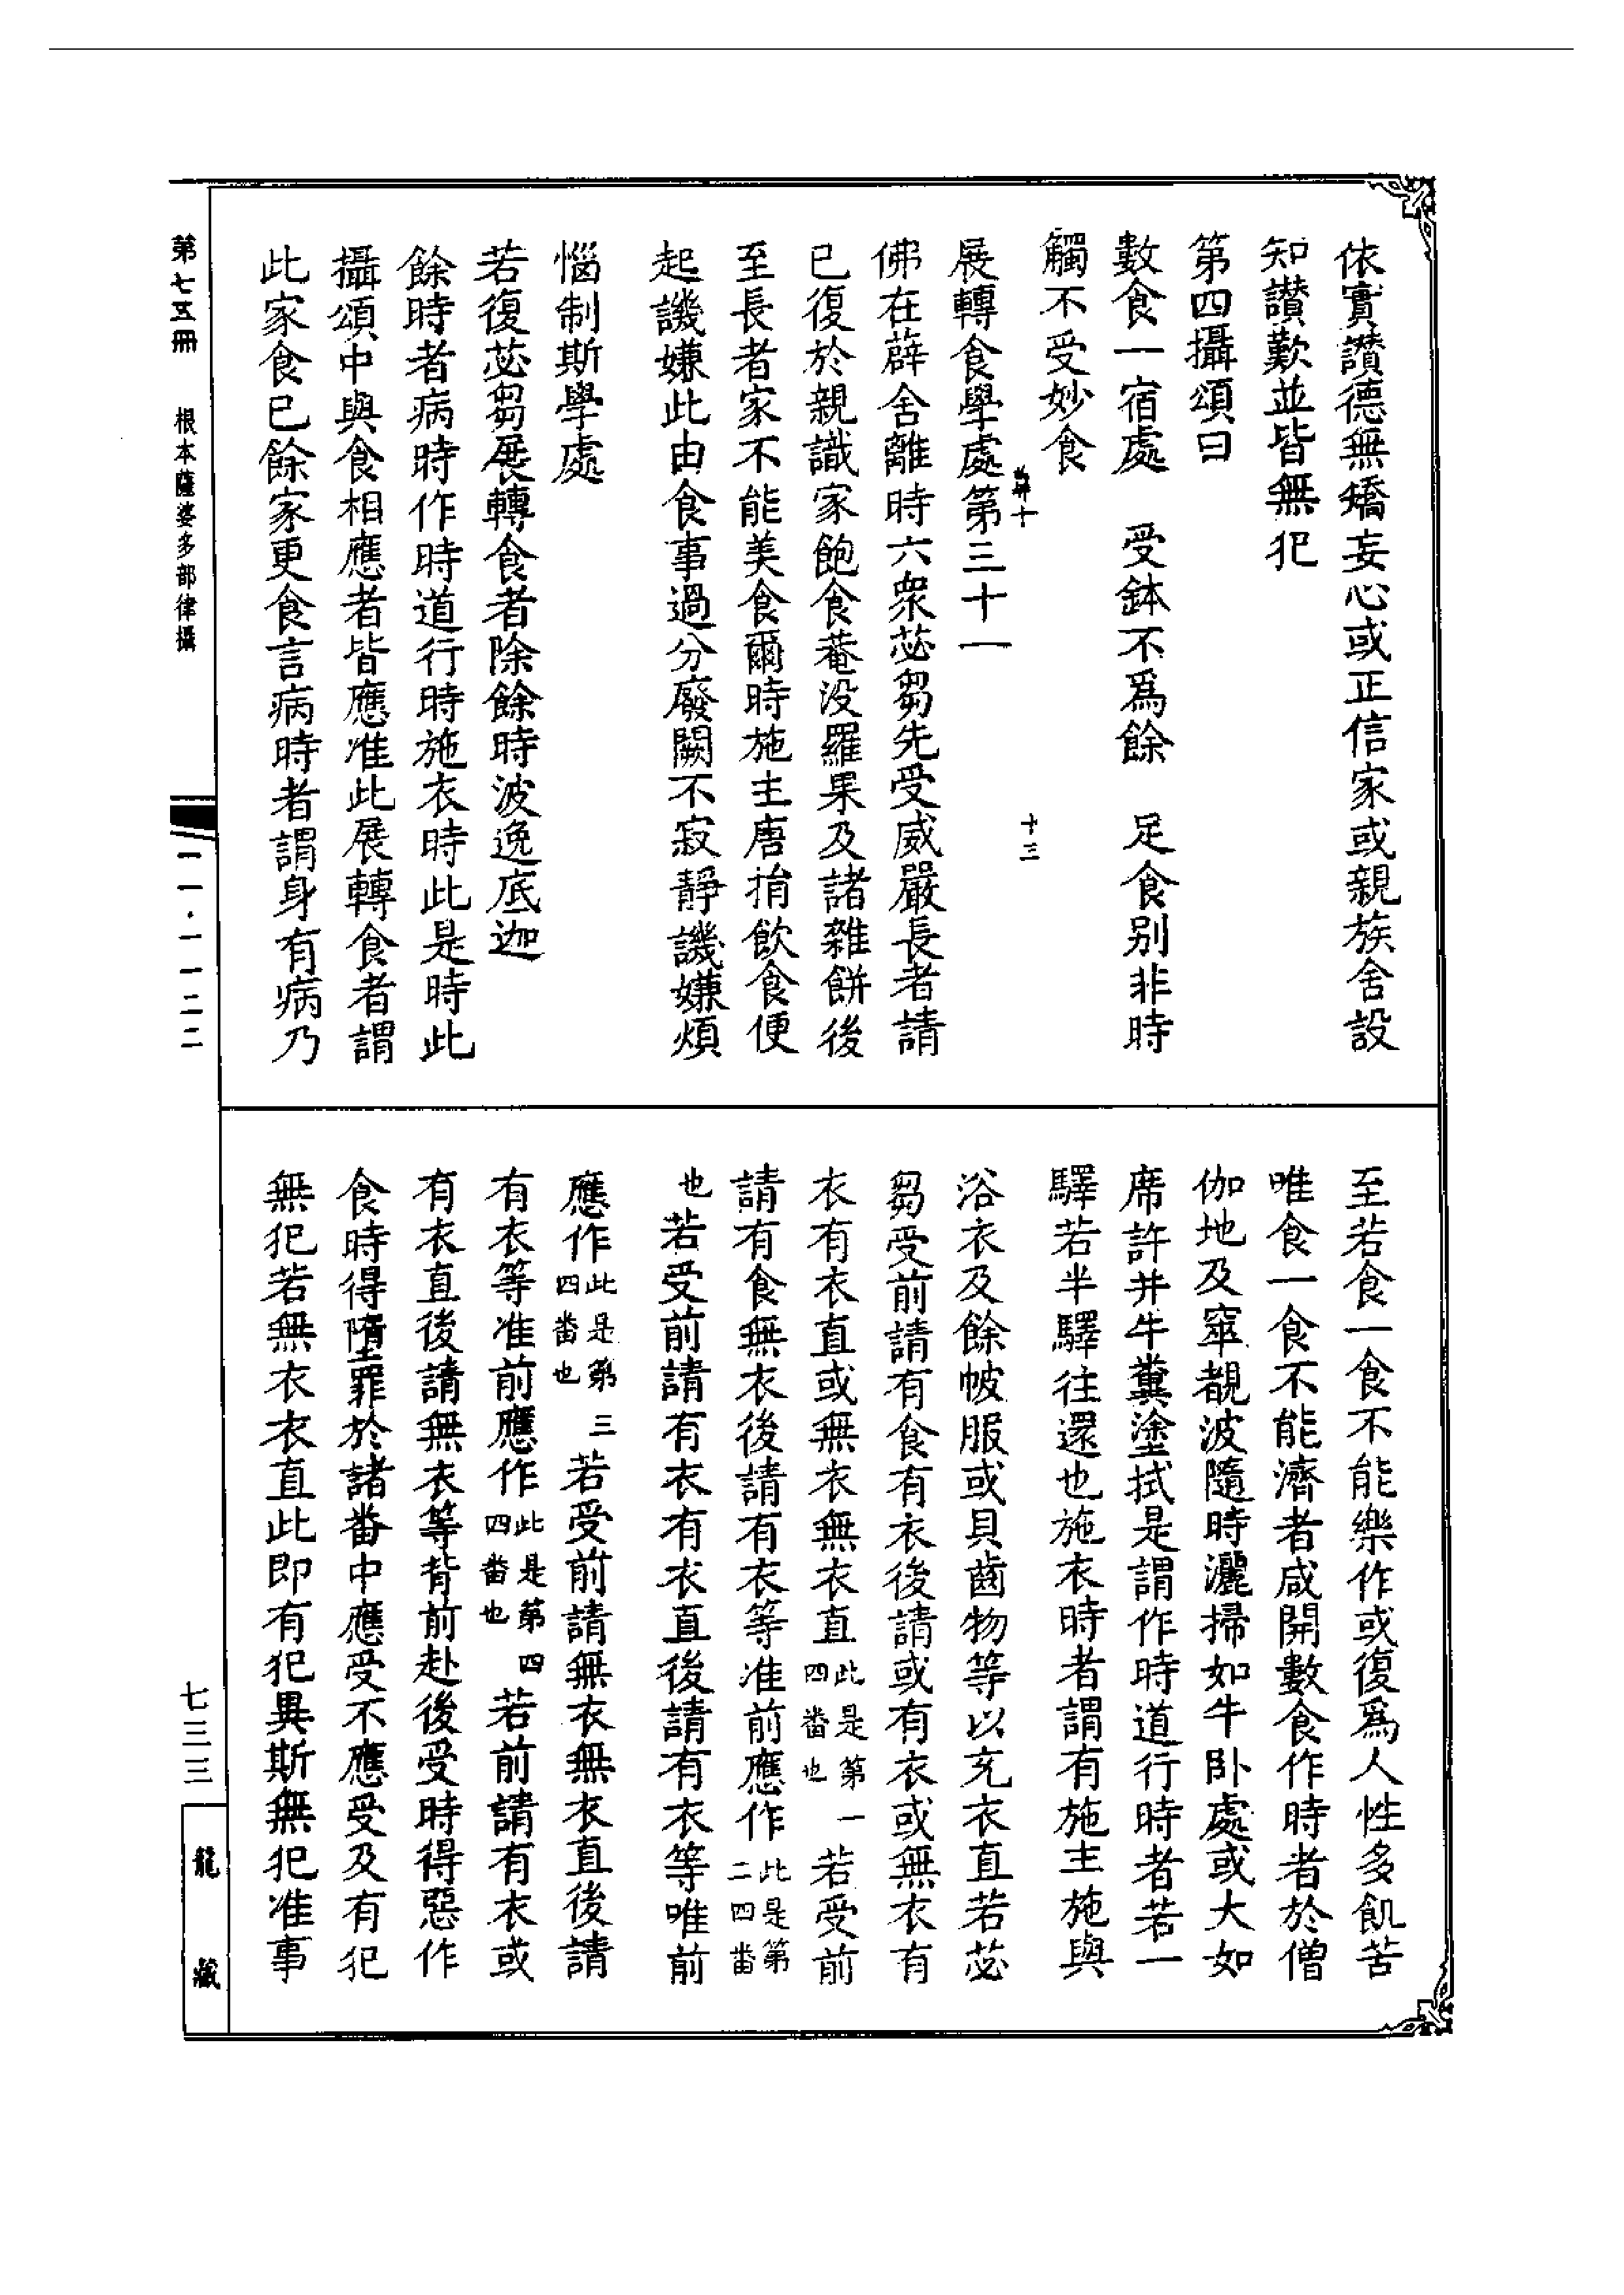 依實讚德無矯妄心或正信家或親族舍設
知讚歎並皆無犯
第四攝頌曰
數食一宿處　受鉢不爲餘　足食別非時
觸不受妙食
十三
展轉食學處第三十一
佛在薜舍離時六衆苾芻先受威嚴長者請
已復於親識家飽食菴没羅果及諸雜餅後
至長者家不能美食爾時施主唐捐飲食便
起譏嫌此由食事過分廢闕不寂靜譏嫌煩
惱制斯學處
若復苾芻展轉食者除餘時波逸底迦
餘時者病時作時道行時施衣時此是時此
攝頌中與食相應者皆應准此展轉食者謂
此家食已餘家更食言病時者謂身有病乃
至若食一食不能樂作或復爲人性多飢苦
唯食一食不能濟者咸開數食作時者於僧
伽地及窣覩波隨時灑掃如牛卧處或大如
席許并牛糞塗拭是謂作時道行時者若一
驛若半驛往還也施衣時者謂有施主施與
浴衣及餘帔服或貝齒物等以充衣直若苾
芻受前請有食有衣後請或有衣或無衣有
衣有衣直或無衣無衣直此是第一四番也若受前
請有食無衣後請有衣等准前應作此是第二四番
也若受前請有衣有衣直後請有衣等唯前
應作此是第三四番也若受前請無衣無衣直後請
有衣等准前應作此是第四四番也若前請有衣或
有衣直後請無衣等背前赴後受時得惡作
食時得墮罪於諸番中應受不應受及有犯
無犯若無衣衣直此即有犯異斯無犯准事
第七五冊　根本薩婆多部律攝
一一·一一二二
七三三
龍藏